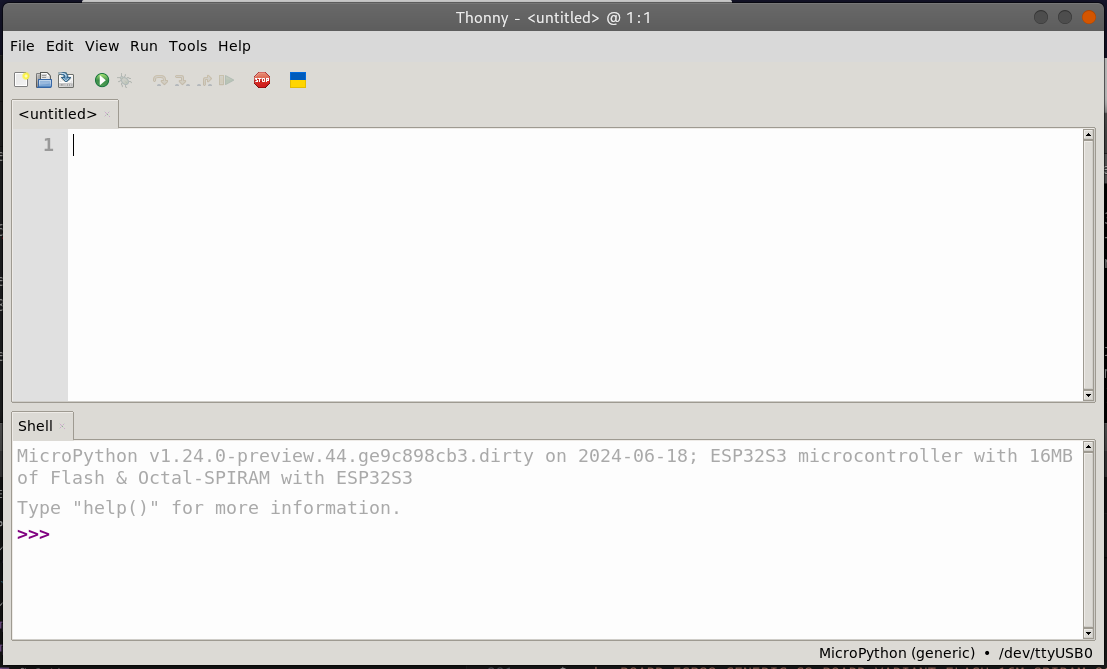 Thonny - <untitled> @ 1:1
File Edit View Run Tools Help
STOP
<untitled>
1
Shell
MicroPython v1.24.0-preview.44.ge9c898cb3.dirty on 2024-06-18; ESP32S3 microcontroller with 16MB
of Flash & Octal-SPIRAM with ESP32S3
Type "help()" for more information.
>>>
MicroPython (generic) • /dev/ttyUSB0